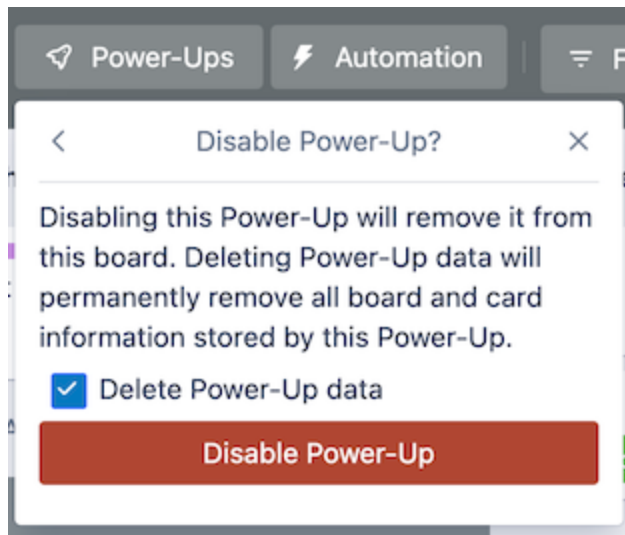 Power-Ups
Automation
Disable Power-Up?
Disabling this Power-Up will remove it from
this board. Deleting Power-Up data will
permanently remove all board and card
information stored by this Power-Up.
Delete Power-Up data
Disable Power-Up